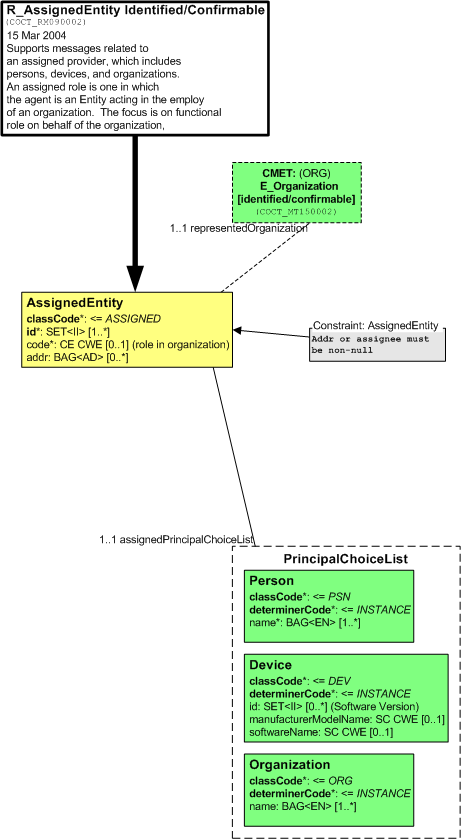 R_AssignedEntity Identified/Confirmable
(COCT_RM090002)
15 Mar 2004
Supports messages related to
an assigned provider, which includes
persons, devices, and organizations.
An assigned role is one in which
the agent is an Entity acting in the employ
of an organization.  The focus is on functional
role on behalf of the organization,
CMET: (ORG)
E_Organization
[identified/confirmable]
(COCT_MT150002)
1..1 representedOrganization
AssignedEntity
classCode*: <= ASSIGNED
id*: SET<II> [1..*]
code*: CE CWE [0..1] (role in organization)
addr: BAG<AD> [0..*]
Constraint: AssignedEntity
Addr or assignee must
be non-null
1..1 assignedPrincipalChoiceList
PrincipalChoiceList
Person
classCode*: <= PSN
determinerCode*: <= INSTANCE
name*: BAG<EN> [1..*]
Device
classCode*: <= DEV
determinerCode*: <= INSTANCE
id: SET<II> [0..*] (Software Version)
manufacturerModelName: SC CWE [0..1]
softwareName: SC CWE [0..1]
Organization
classCode*: <= ORG
determinerCode*: <= INSTANCE
name: BAG<EN> [1..*]